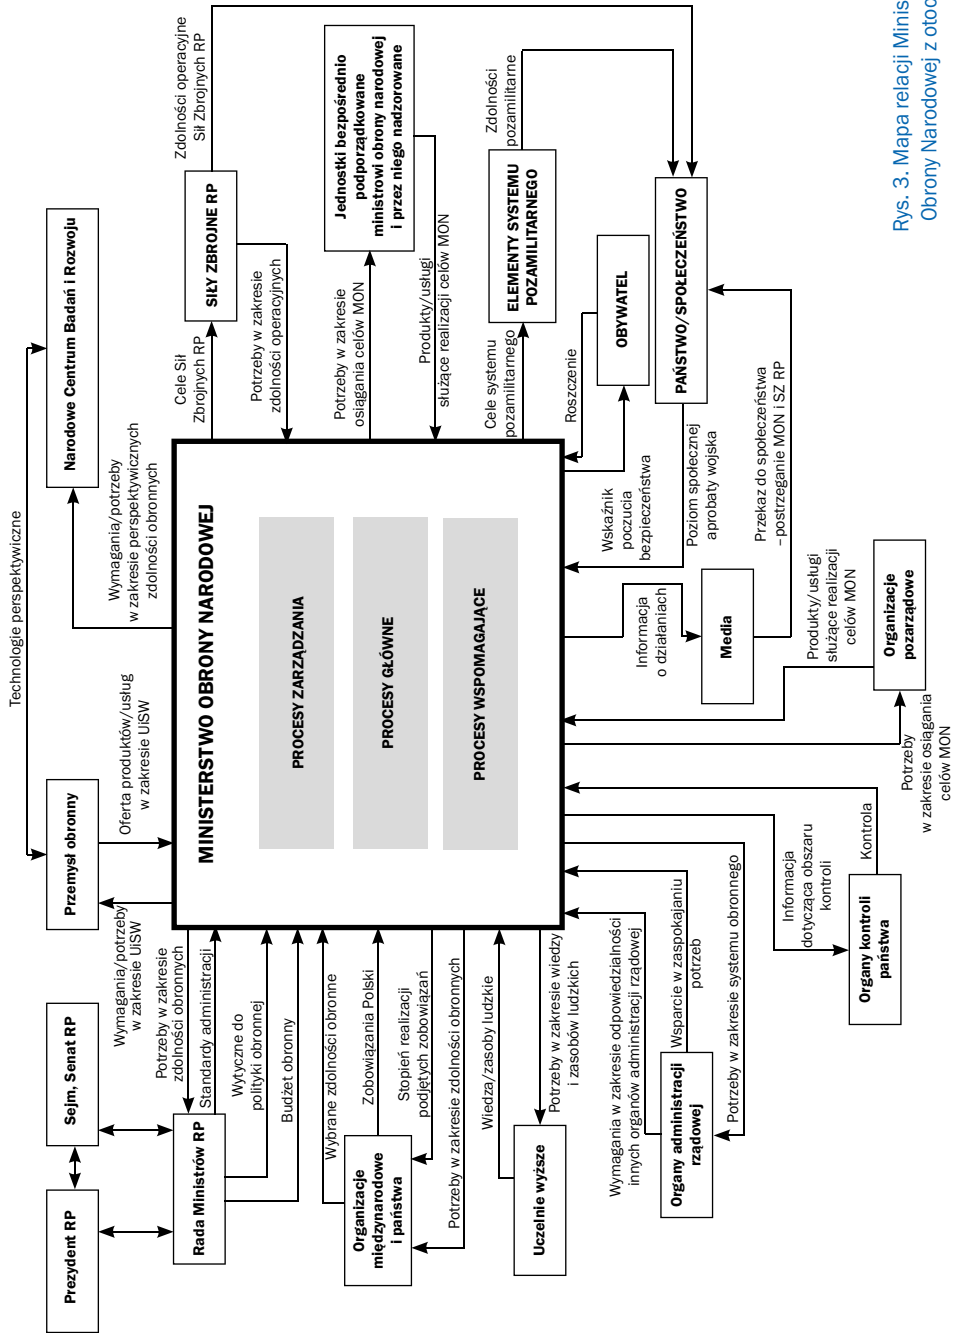 Technologie perspektywiczne
Prezydent RP
Sejm, Senat RP
Przemysł obronny
Narodowe Centrum Badań i Rozwoju
Wymagania/potrzeby
w zakresie UiSW
Oferta produktów/usług
w zakresie UiSW
Wymagania/potrzeby
w zakresie perspektywicznych
zdolności obronnych
Rada Ministrów RP
Potrzeby w zakresie
zdolności obronnych
Standardy administracji
Wytyczne do
polityki obronnej
Budżet obrony
Organizacje
międzynarodowe
i państwa
Wybrane zdolności obronne
Zobowiązania Polski
Stopień realizacji
podjętych zobowiązań
Potrzeby w zakresie zdolności obronnych
Uczelnie wyższe
Wiedza/zasoby ludzkie
Potrzeby w zakresie wiedzy
i zasobów ludzkich
MINISTERSTWO OBRONY NARODOWEJ
PROCESY ZARZĄDZANIA
PROCESY GŁÓWNE
PROCESY WSPOMAGAJĄCE
Cele Sił
Zbrojnych RP
SIŁY ZBROJNE RP
Zdolności operacyjne
Sił Zbrojnych RP
Potrzeby w zakresie
zdolności operacyjnych
Potrzeby w zakresie
osiągania celów MON
Jednostki bezpośrednio
podporządkowane
ministrowi obrony narodowej
i przez niego nadzorowane
Produkty/usługi
służące realizacji celów MON
Cele systemu
pozamilitarnego
ELEMENTY SYSTEMU
POZAMILITARNEGO
Zdolności
pozamilitarne
Roszczenie
OBYWATEL
Wskaźnik
poczucia
bezpieczeństwa
PAŃSTWO/SPOŁECZEŃSTWO
Poziom społecznej
aprobaty wojska
Wymagania w zakresie odpowiedzialności
innych organów administracji rządowej
Organy administracji
rządowej
Wsparcie w zaspokajaniu
potrzeb
Potrzeby w zakresie systemu obronnego
Informacja
dotycząca obszaru
kontroli
Organy kontroli
państwa
Kontrola
Informacja
o działaniach
Media
Przekaz do społeczeństwa
–postrzeganie MON i SZ RP
Produkty/usługi
służące realizacji
celów MON
Organizacje
pozarządowe
Potrzeby
w zakresie osiągania
celów MON
Rys. 3. Mapa relacji Minis
Obrony Narodowej z otoc